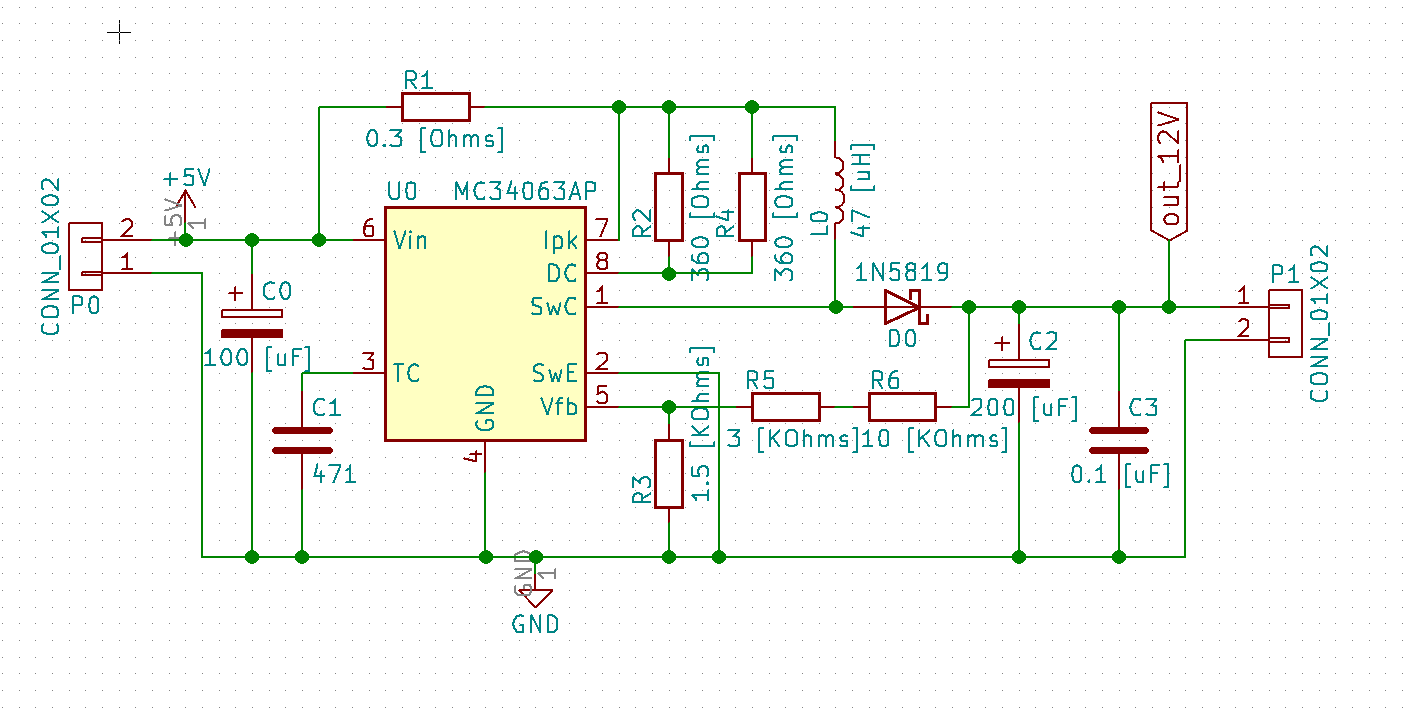 R1
0.3 [Ohms]
+5V
+5V
1
CONN_01X02
2
1
P0
+
C0
100 [uF]
U0
MC34063AP
6
Vin
3
TC
GND
4
Ipk
7
DC
8
SwC
1
SwE
2
Vfb
5
C1
471
R2
360 [Ohms]
R4
360 [Ohms]
L0
47 [uH]
1N5819
D0
R3
1.5 [KOhms]
R5
3 [KOhms]
R6
10 [KOhms]
+
C2
200 [uF]
C3
0.1 [uF]
out_12V
P1
1
2
CONN_01X02
GND
1
GND